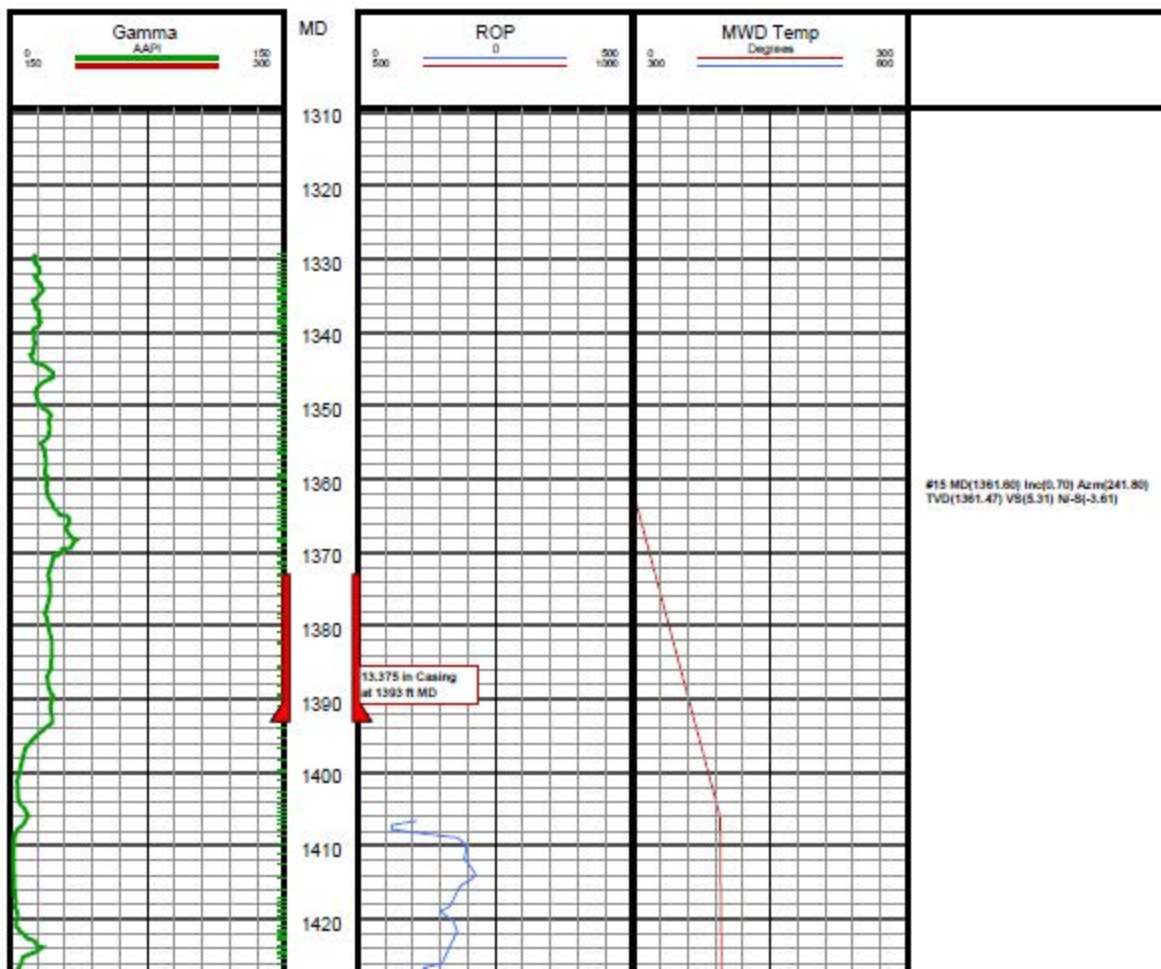 Gamma
AAPI
0 150
150 300
MD
ROP
0
0 500
500 1000
MWD Temp
Degrees
0 300
300 600
1310
1320
1330
1340
1350
1360
#15 MD(1361.60) Inc(0.70) Azm(241.80)
TVD(1361.47) VS(5.31) N/-S(-3.61)
1370
1380
13.375 in Casing
at 1393 ft MD
1390
1400
1410
1420